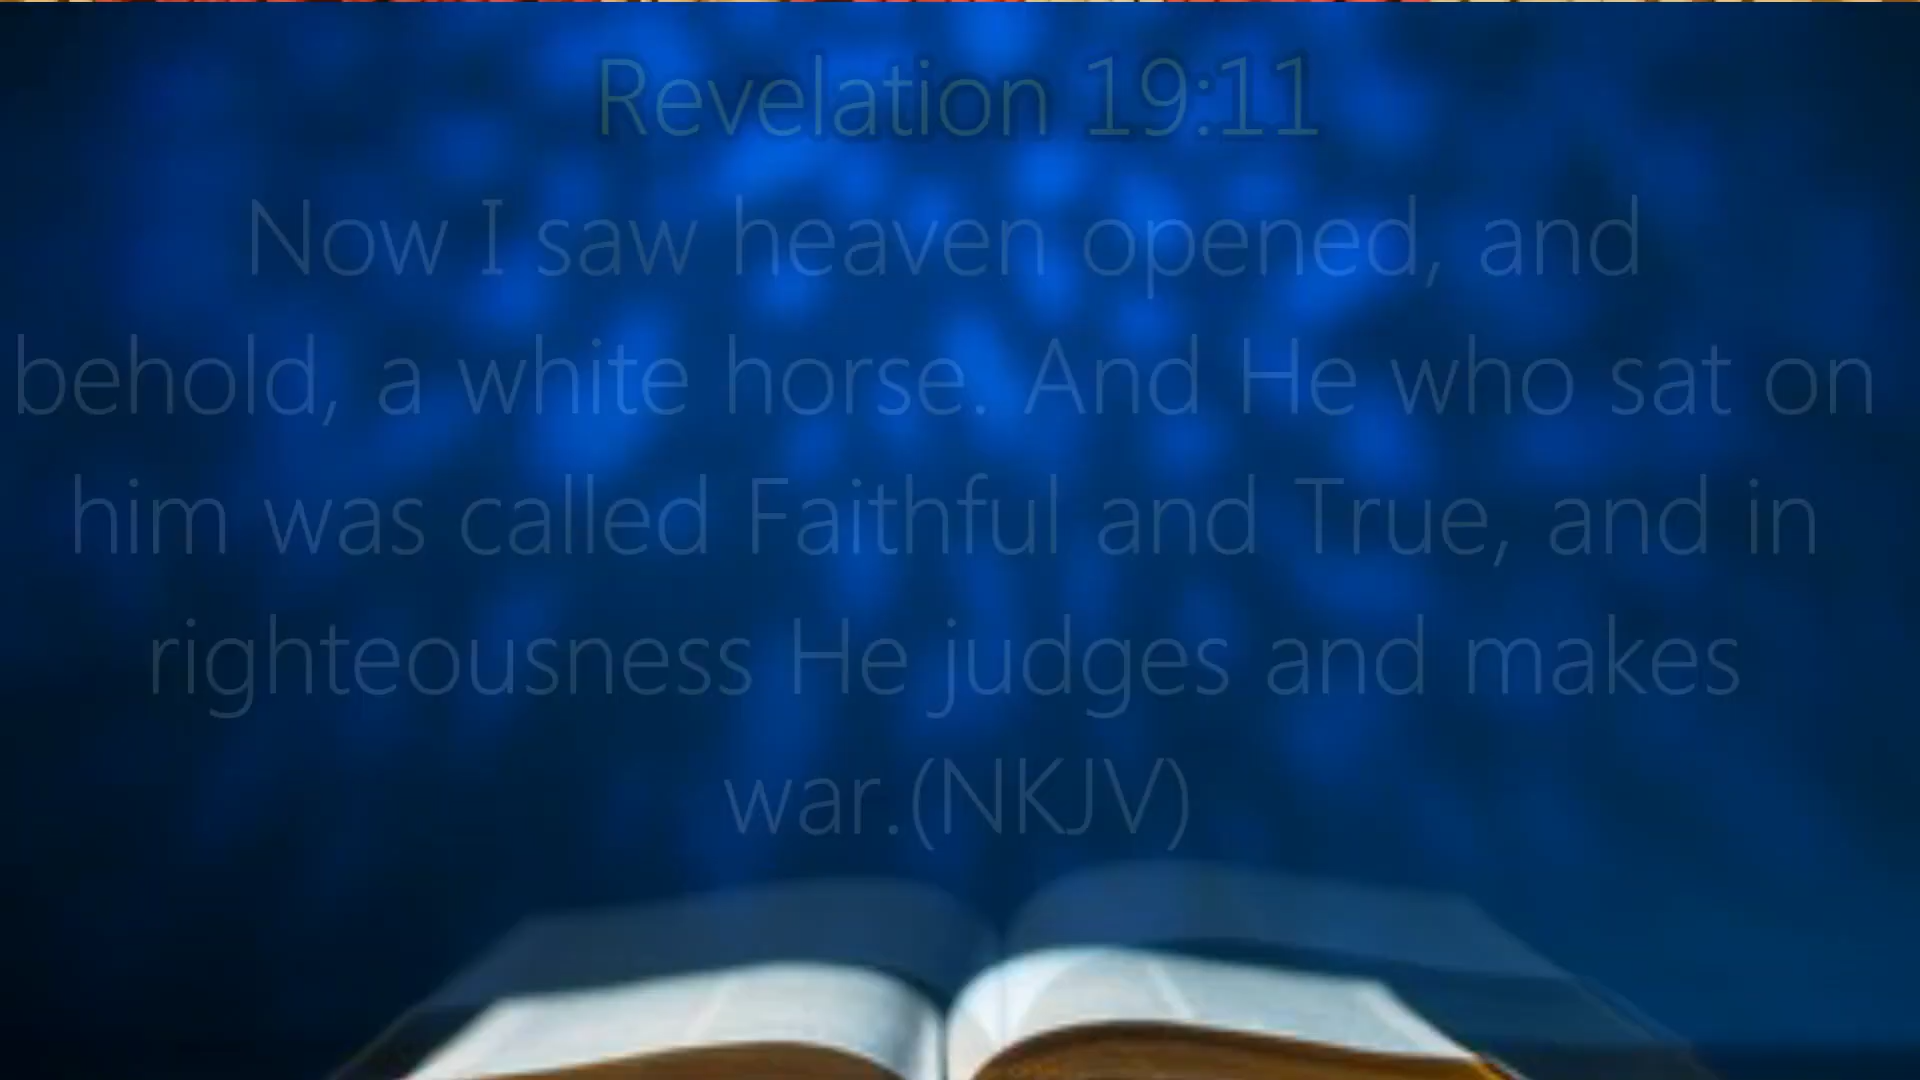 Revelation 19:11
Now I saw heaven opened, and
behold, a white horse. And He who sat on
him was called Faithful and True, and in
righteousness He judges and makes
war.(NKJV)